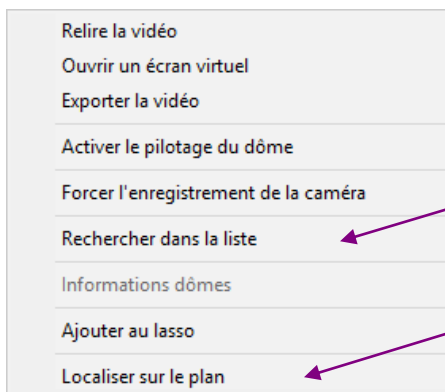 Relire la vidéo
Ouvrir un écran virtuel
Exporter la vidéo
Activer le pilotage du dôme
Forcer l'enregistrement de la caméra
Rechercher dans la liste
Informations dômes
Ajouter au lasso
Localiser sur le plan